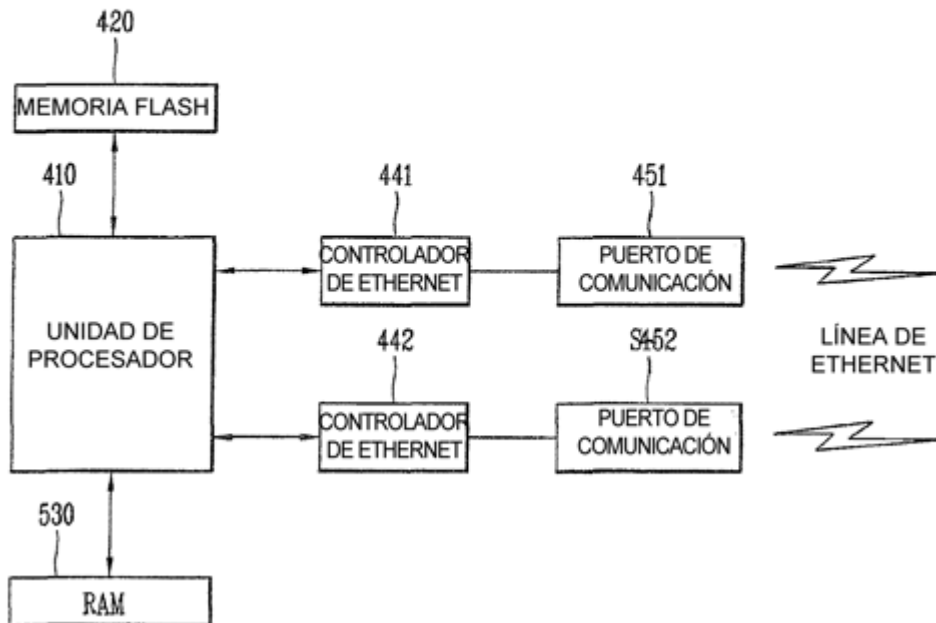 420
MEMORIA FLASH
410
441
451
CONTROLADOR
DE ETHERNET
PUERTO DE
COMUNICACIÓN
UNIDAD DE
PROCESADOR
442
S452
LÍNEA DE
ETHERNET
CONTROLADOR
DE ETHERNET
PUERTO DE
COMUNICACIÓN
530
RAM